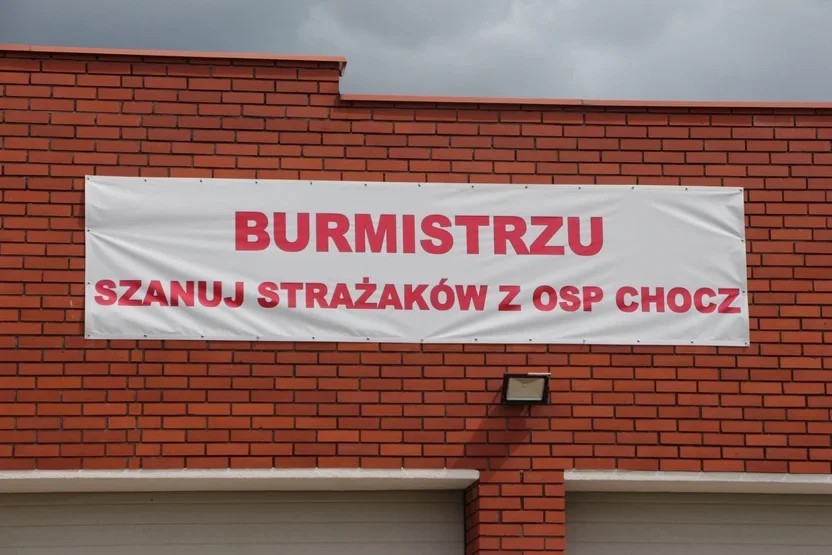 BURMISTRZU
SZANUJ STRAŻAKÓW Z OSP CHOCZ